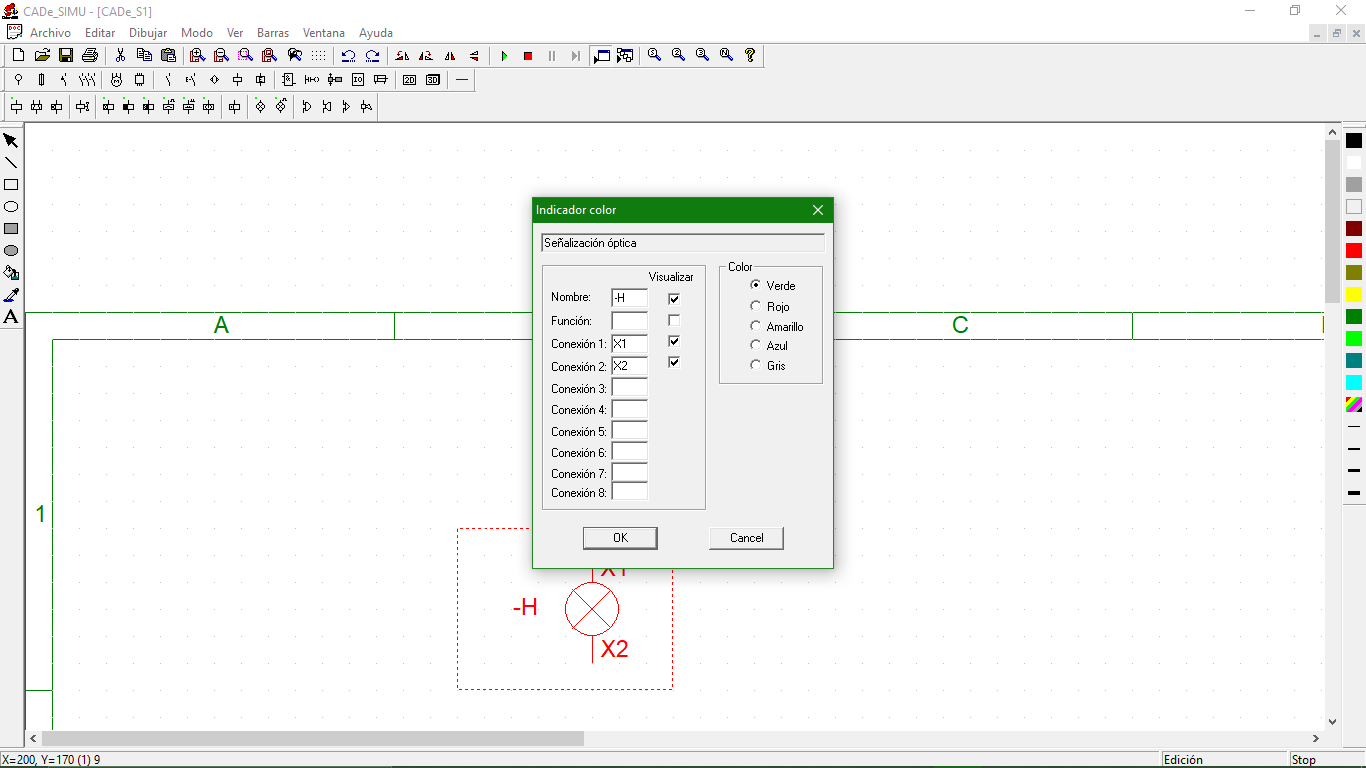 CADe_SIMU - [CADe_S1]
Archivo Editar Dibujar Modo Ver Barras Ventana Ayuda
Indicador color
Señalización óptica
Visualizar
Nombre: -H
Función:
Conexión 1: X1
Conexión 2: X2
Conexión 3:
Conexión 4:
Conexión 5:
Conexión 6:
Conexión 7:
Conexión 8:
Color
Verde
Rojo
Amarillo
Azul
Gris
OK Cancel
A C
1
X1
-H
X2
X=200, Y=170 (1) 9 Edición Stop